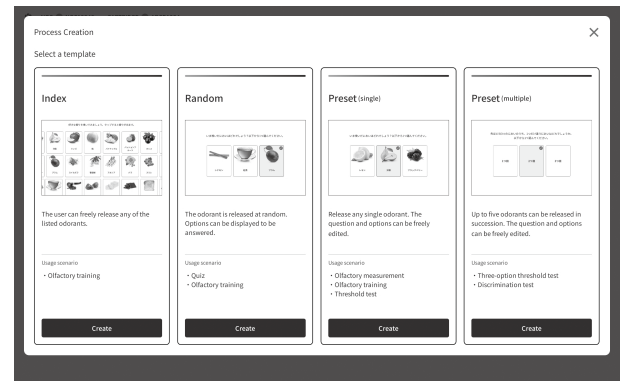 Process Creation
Select a template
Index
The user can freely release any of the
listed odorants.
Usage scenario
・Olfactory training
Create
Random
The odorant is released at random.
Options can be displayed to be
answered.
Usage scenario
・Quiz
・Olfactory training
Create
Preset (single)
Release any single odorant. The
question and options can be freely
edited.
Usage scenario
・Olfactory measurement
・Olfactory training
・Threshold test
Create
Preset (multiple)
Up to five odorants can be released in
succession. The question and options
can be freely edited.
Usage scenario
・Three-option threshold test
・Discrimination test
Create